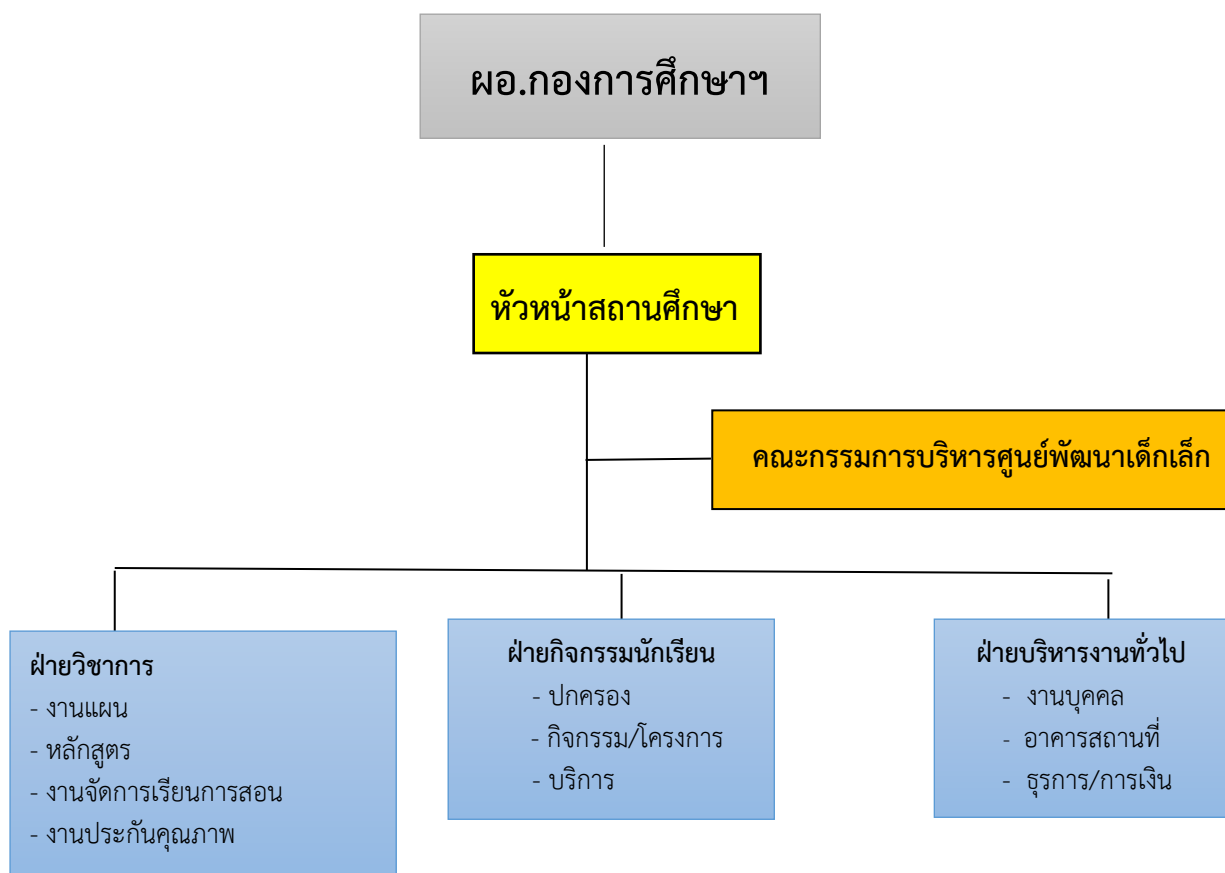 ผอ.กองการศึกษาฯ
หัวหน้าสถานศึกษา
คณะกรรมการบริหารศูนย์พัฒนาเด็กเล็ก
ฝ่ายวิชาการ
- งานแผน
- หลักสูตร
- งานจัดการเรียนการสอน
- งานประกันคุณภาพ
ฝ่ายกิจกรรมนักเรียน
- ปกครอง
- กิจกรรม/โครงการ
- บริการ
ฝ่ายบริหารงานทั่วไป
- งานบุคคล
- อาคารสถานที่
- ธุรการ/การเงิน